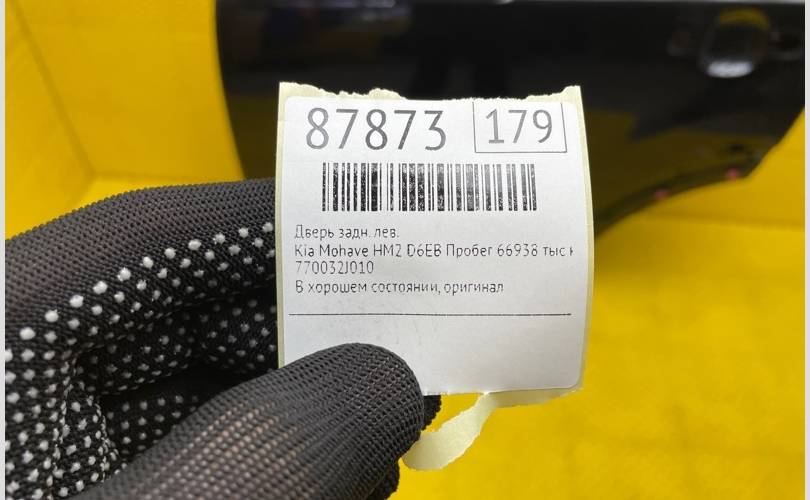 87873 179
Дверь задн. лев.
Kia Mohave HM2 D6EB Пробег 66938 тыс к
770032J010
В хорошем состоянии, оригинал